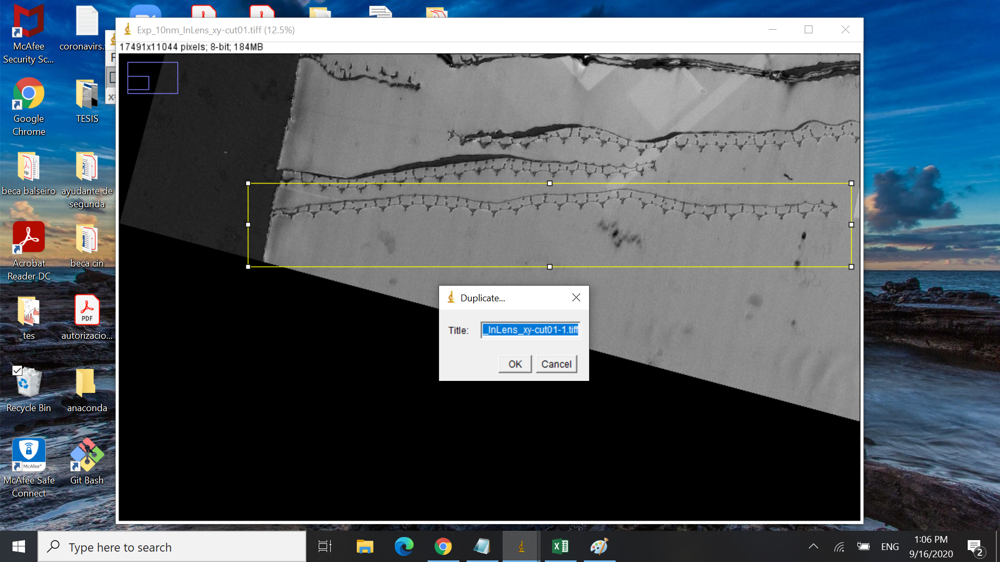 Exp_10nm_InLens_xy-cut01.tiff (12.5%)
17491x11044 pixels; 8-bit; 184MB
McAfee
Security Sc...
coronavirs.
Google
Chrome
TESIS
beca balseiro
ayudante de
segunda
Acrobat
Reader DC
beca cin
tes
PDF
autorizacio...
Recycle Bin
anaconda
McAfee
McAfee Safe
Connect
Git Bash
Duplicate...
Title:
_InLens_xy-cut01-1.tiff
OK
Cancel
Type here to search
ENG
1:06 PM
9/16/2020
2